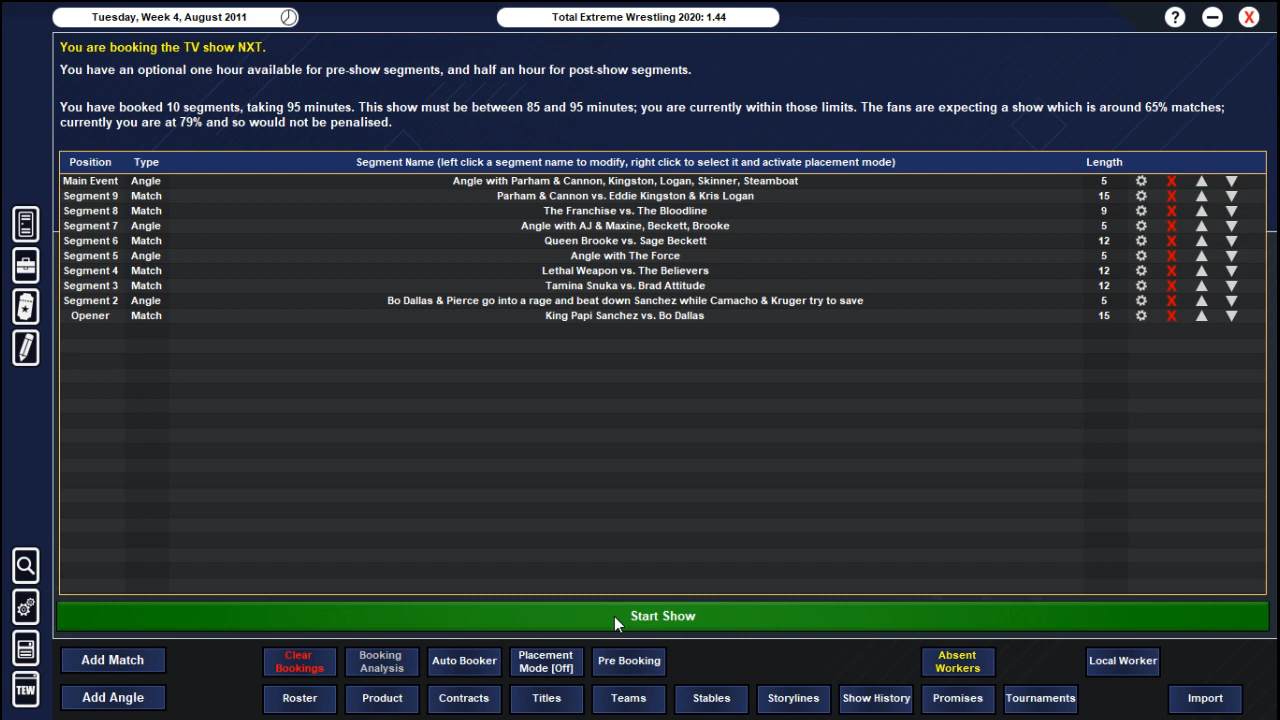 Tuesday, Week 4, August 2011
Total Extreme Wrestling 2020: 1.44
? X
You are booking the TV show NXT.
You have an optional one hour available for pre-show segments, and half an hour for post-show segments.
You have booked 10 segments, taking 95 minutes. This show must be between 85 and 95 minutes; you are currently within those limits. The fans are expecting a show which is around 65% matches;
currently you are at 79% and so would not be penalised.
Position Type Segment Name (left click a segment name to modify, right click to select it and activate placement mode) Length
Main Event Angle Angle with Parham & Cannon, Kingston, Logan, Skinner, Steamboat 5 X
Segment 9 Match Parham & Cannon vs. Eddie Kingston & Kris Logan 15 X
Segment 8 Match The Franchise vs. The Bloodline 9 X
Segment 7 Angle Angle with AJ & Maxine, Beckett, Brooke 5 X
Segment 6 Match Queen Brooke vs. Sage Beckett 12 X
Segment 5 Angle Angle with The Force 5 X
Segment 4 Match Lethal Weapon vs. The Believers 12 X
Segment 3 Match Tamina Snuka vs. Brad Attitude 12 X
Segment 2 Angle Bo Dallas & Pierce go into a rage and beat down Sanchez while Camacho & Kruger try to save 5 X
Opener Match King Papi Sanchez vs. Bo Dallas 15 X
Start Show
Add Match
Clear Bookings
Booking Analysis
Auto Booker
Placement Mode [Off]
Pre Booking
Absent Workers
Local Worker
TEW
Add Angle
Roster
Product
Contracts
Titles
Teams
Stables
Storylines
Show History
Promises
Tournaments
Import